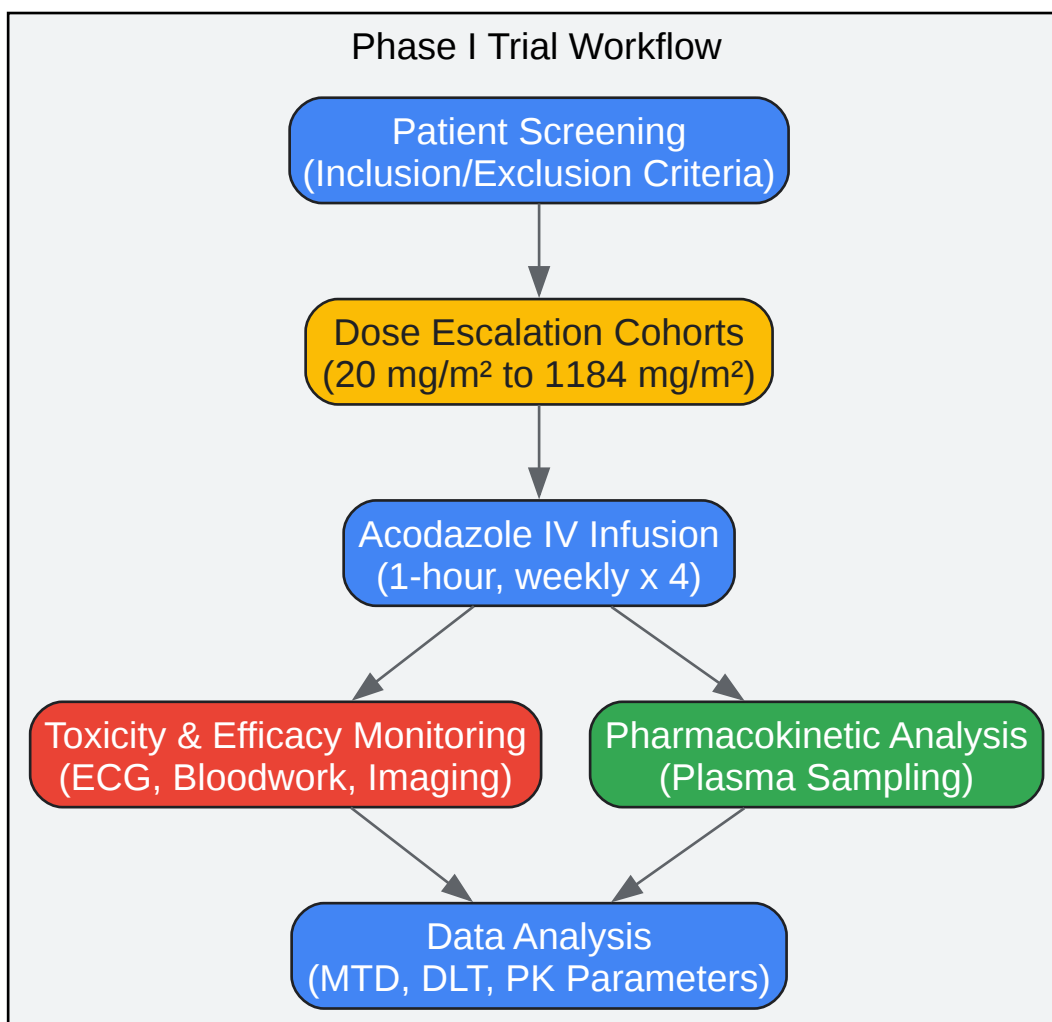 Phase I Trial Workflow
Patient Screening
(Inclusion/Exclusion Criteria)
Dose Escalation Cohorts
(20 mg/m² to 1184 mg/m²)
Acodazole IV Infusion
(1-hour, weekly x 4)
Toxicity & Efficacy Monitoring
(ECG, Bloodwork, Imaging)
Pharmacokinetic Analysis
(Plasma Sampling)
Data Analysis
(MTD, DLT, PK Parameters)